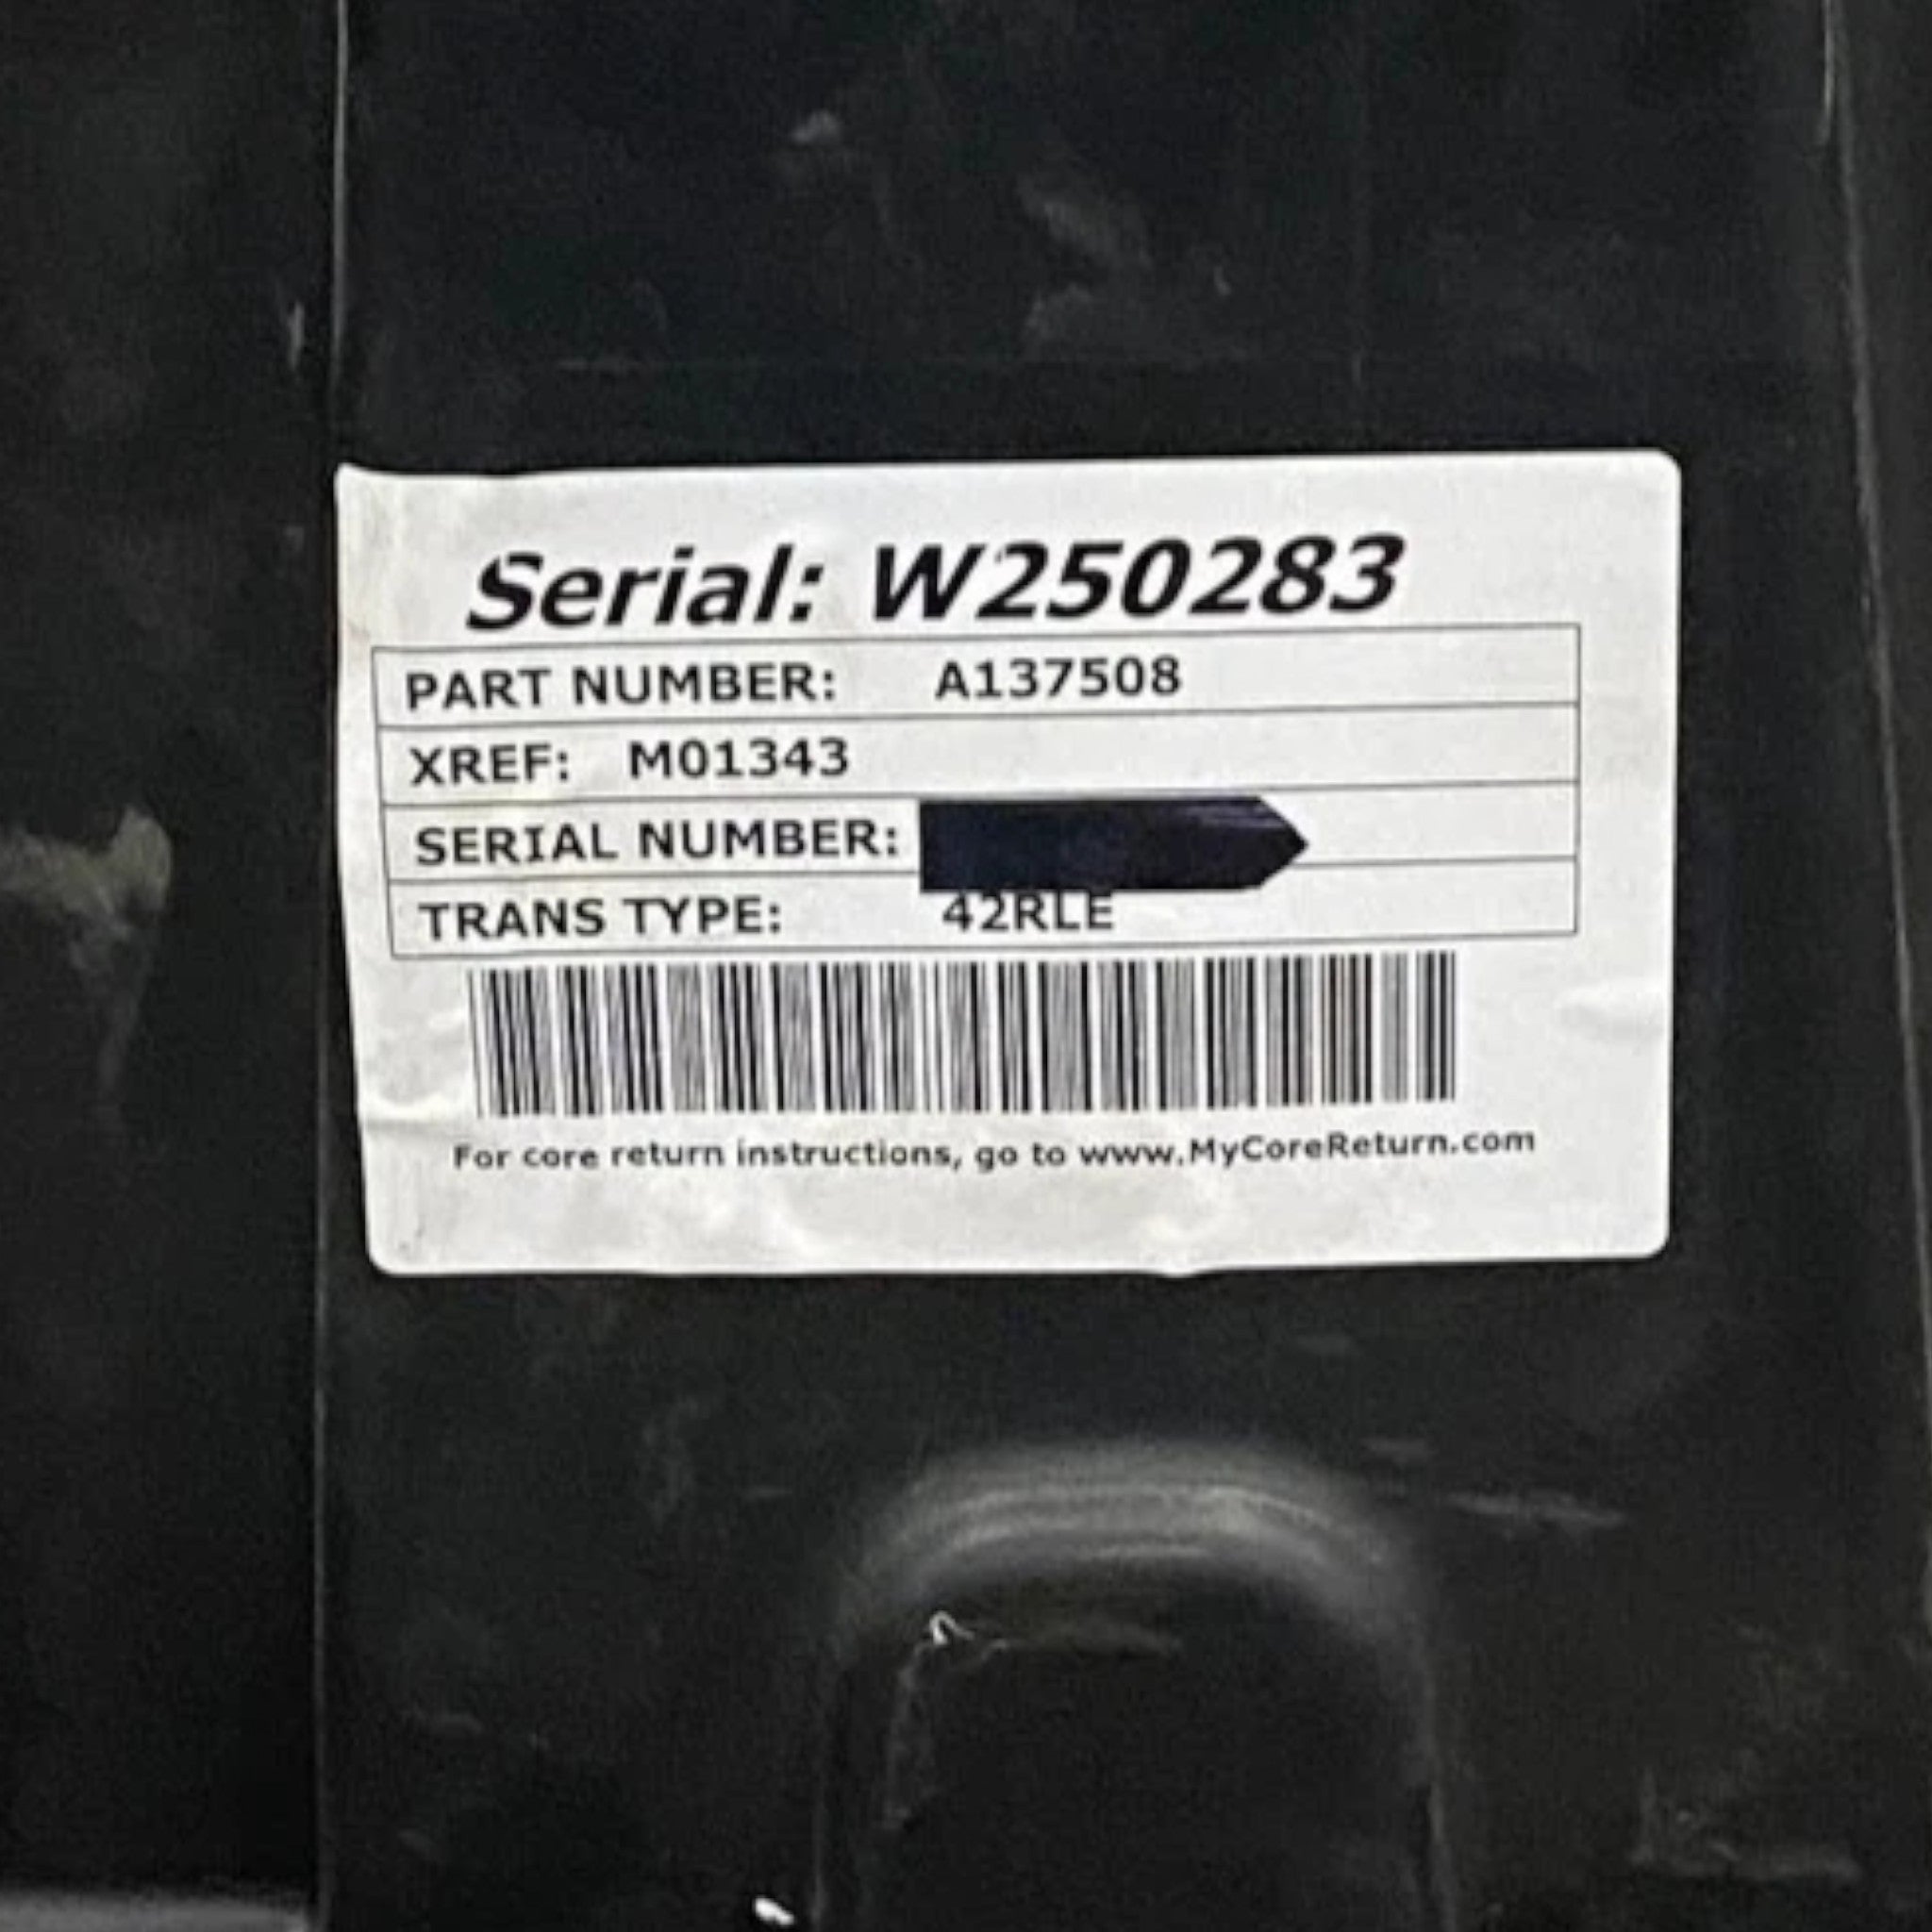 Serial: W250283
PART NUMBER: A137508
XREF: M01343
SERIAL NUMBER:
TRANS TYPE: 42RLE
For core return instructions, go to www.MyCoreReturn.com